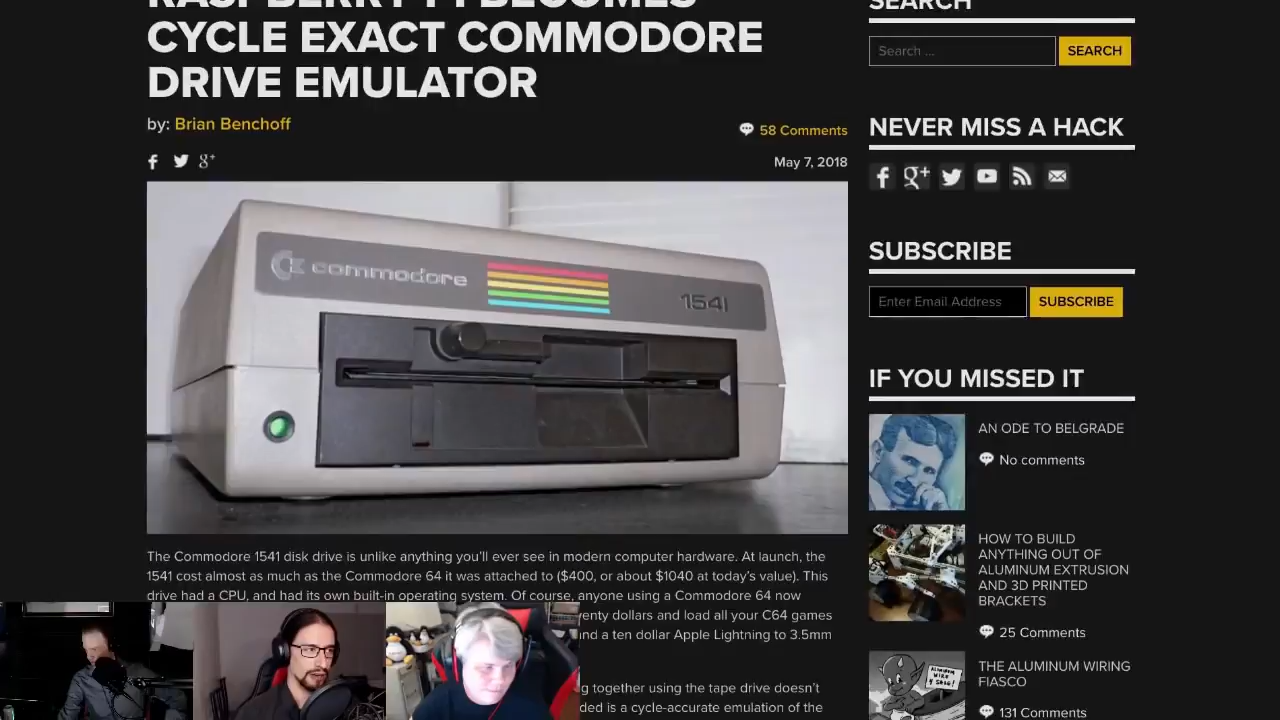 RASPBERRY PI BECOMES
CYCLE EXACT COMMODORE
DRIVE EMULATOR
by: Brian Benchoff
58 Comments
May 7, 2018
commodore
1541
The Commodore 1541 disk drive is unlike anything you'll ever see in modern computer hardware. At launch, the
1541 cost almost as much as the Commodore 64 it was attached to ($400, or about $1040 at today's value). This
drive had a CPU, and had its own built-in operating system. Of course, anyone using a Commodore 64 now
enty dollars and load all your C64 games
nd a ten dollar Apple Lightning to 3.5mm
g together using the tape drive doesn't
ded is a cycle-accurate emulation of the
SEARCH
Search ...
SEARCH
NEVER MISS A HACK
SUBSCRIBE
Enter Email Address
SUBSCRIBE
IF YOU MISSED IT
AN ODE TO BELGRADE
No comments
HOW TO BUILD
ANYTHING OUT OF
ALUMINUM EXTRUSION
AND 3D PRINTED
BRACKETS
25 Comments
THE ALUMINUM WIRING
FIASCO
131 Comments